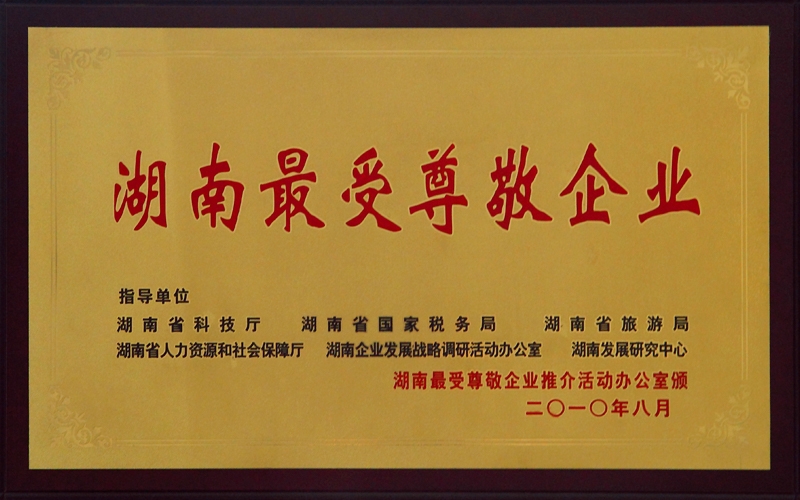 湖南最受尊敬企业
指导单位
湖南省科技厅 湖南省国家税务局 湖南省旅游局
湖南省人力资源和社会保障厅 湖南企业发展战略调研活动办公室 湖南发展研究中心
湖南最受尊敬企业推介活动办公室颁
二〇一〇年八月